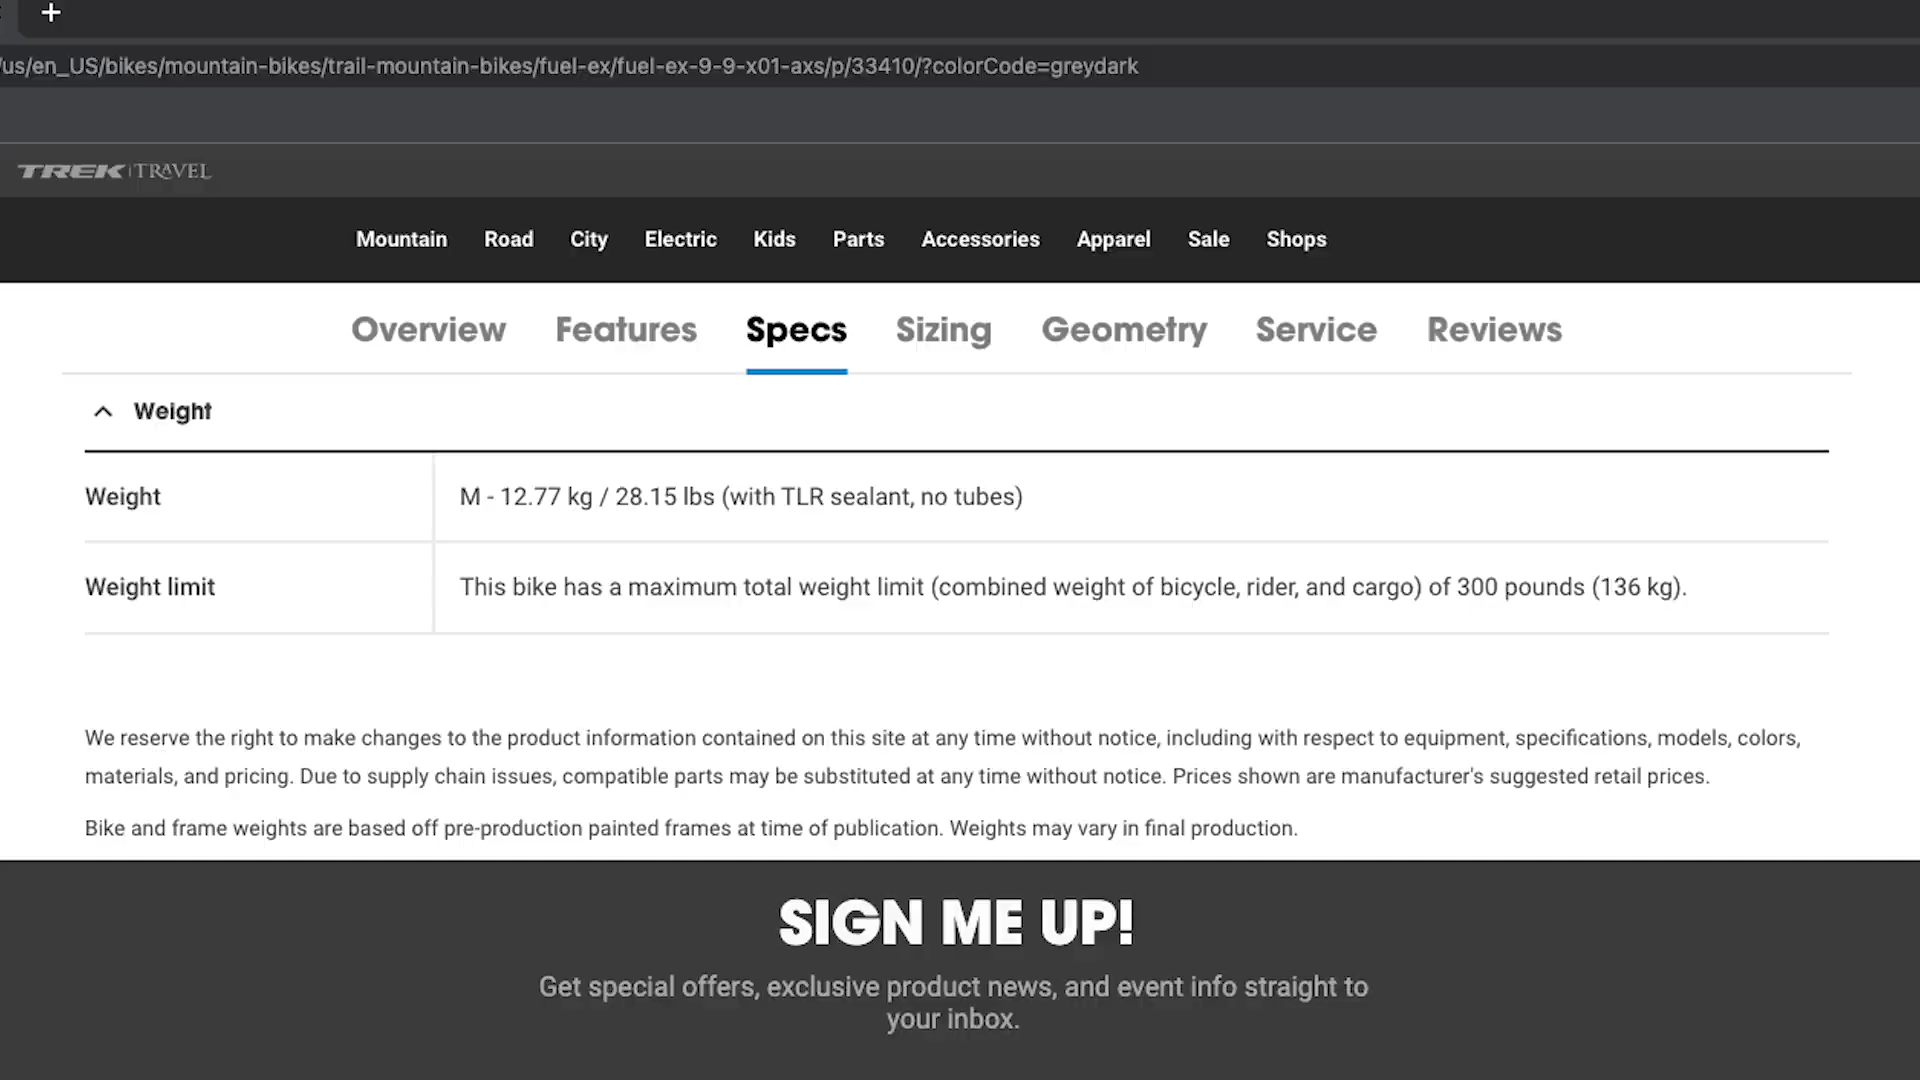 /us/en_US/bikes/mountain-bikes/trail-mountain-bikes/fuel-ex/fuel-ex-9-9-x01-axs/p/33410/?colorCode=greydark
TREK TRAVEL
Mountain Road City Electric Kids Parts Accessories Apparel Sale Shops
Overview Features Specs Sizing Geometry Service Reviews
Weight
Weight M - 12.77 kg / 28.15 lbs (with TLR sealant, no tubes)
Weight limit This bike has a maximum total weight limit (combined weight of bicycle, rider, and cargo) of 300 pounds (136 kg).
We reserve the right to make changes to the product information contained on this site at any time without notice, including with respect to equipment, specifications, models, colors,
materials, and pricing. Due to supply chain issues, compatible parts may be substituted at any time without notice. Prices shown are manufacturer's suggested retail prices.
Bike and frame weights are based off pre-production painted frames at time of publication. Weights may vary in final production.
SIGN ME UP!
Get special offers, exclusive product news, and event info straight to
your inbox.